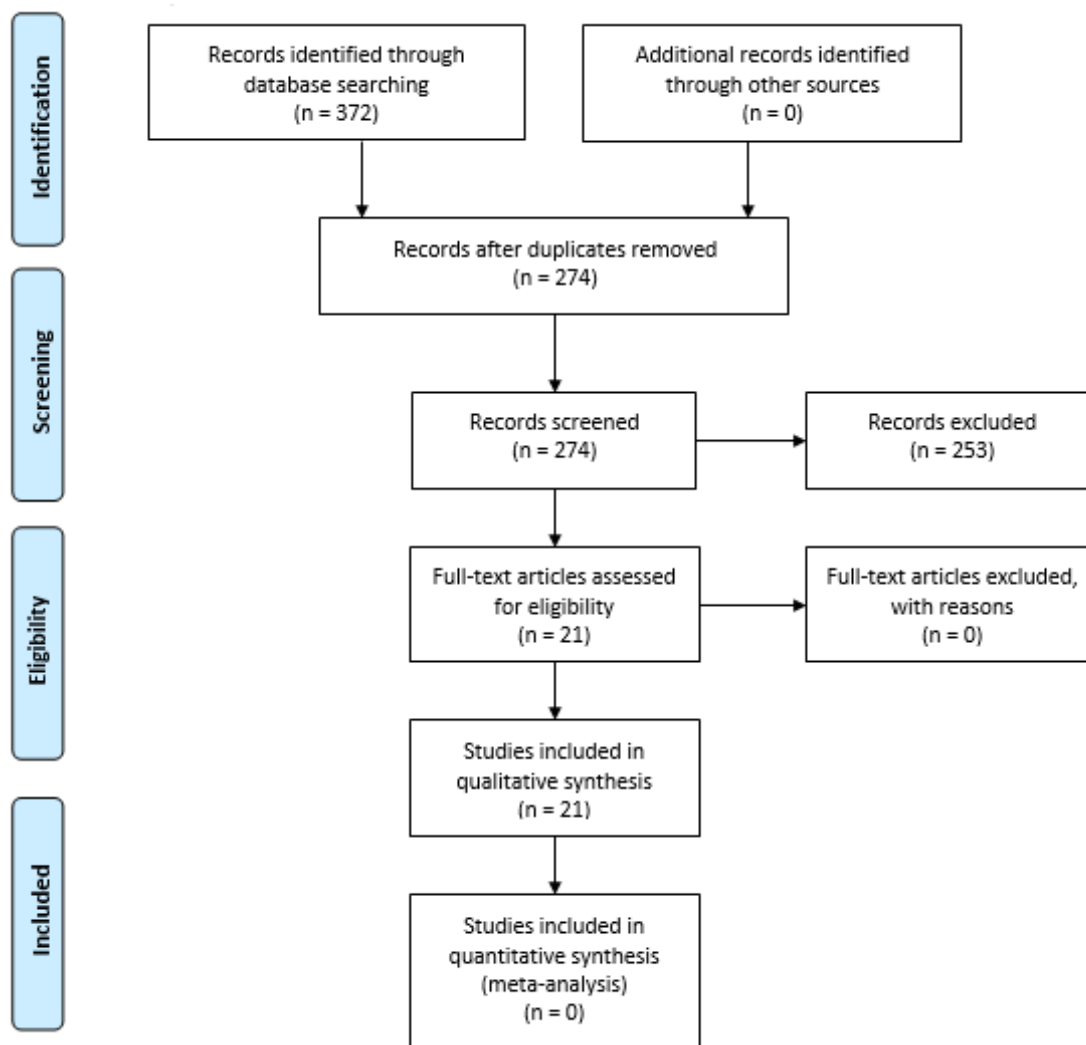 Identification
Records identified through
database searching
(n = 372)
Additional records identified
through other sources
(n = 0)
Records after duplicates removed
(n = 274)
Screening
Records screened
(n = 274)
Records excluded
(n = 253)
Eligibility
Full-text articles assessed
for eligibility
(n = 21)
Full-text articles excluded,
with reasons
(n = 0)
Studies included in
qualitative synthesis
(n = 21)
Included
Studies included in
quantitative synthesis
(meta-analysis)
(n = 0)